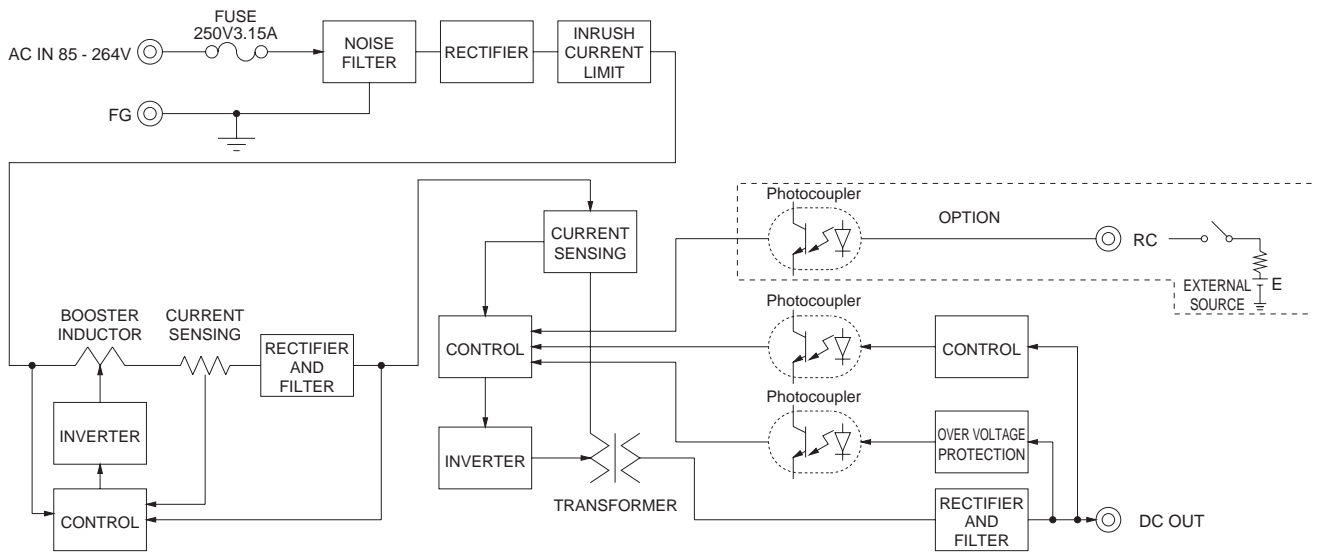 FUSE
250V3.15A
AC IN 85 - 264V
NOISE
FILTER
RECTIFIER
INRUSH
CURRENT
LIMIT
FG
Photocoupler
OPTION
RC
EXTERNAL
SOURCE
E
CURRENT
SENSING
BOOSTER
INDUCTOR
CURRENT
SENSING
RECTIFIER
AND
FILTER
CONTROL
Photocoupler
CONTROL
INVERTER
INVERTER
Photocoupler
OVER VOLTAGE
PROTECTION
TRANSFORMER
CONTROL
RECTIFIER
AND
FILTER
DC OUT